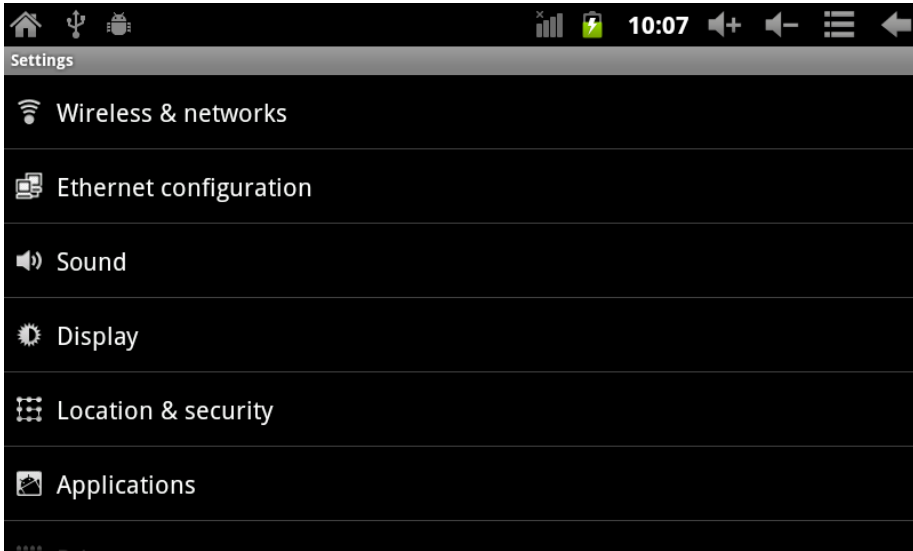 10:07
Settings
Wireless & networks
Ethernet configuration
Sound
Display
Location & security
Applications